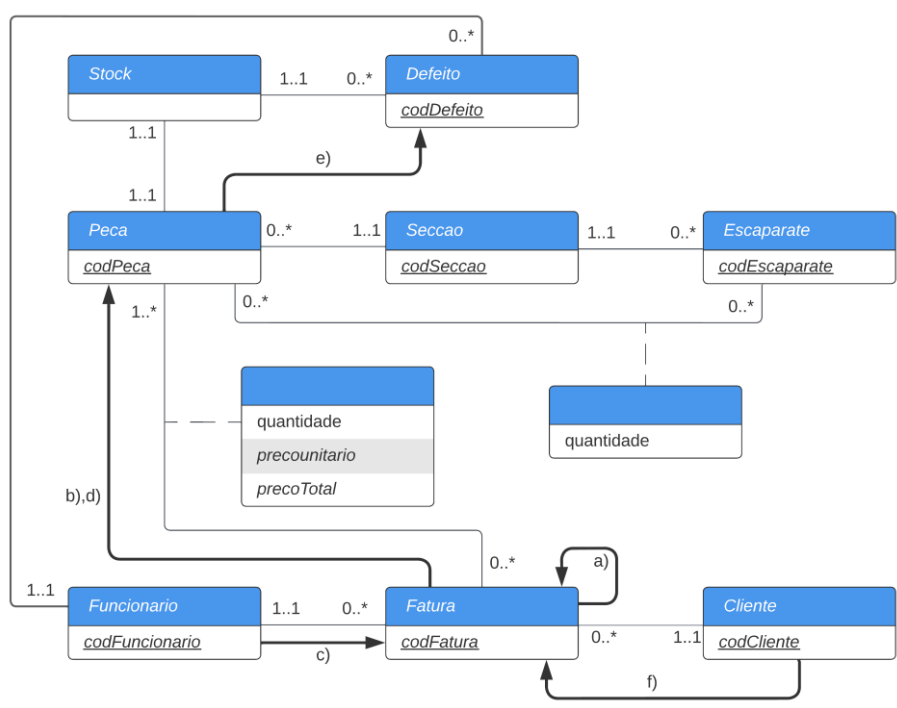 0..*
Stock
Defeito
1..1
0..*
codDefeito
1..1
e)
1..1
Peca
0..*
1..1
Seccao
1..1
0..*
Escaparate
codPeca
codSeccao
codEscaparate
0..*
0..*
1..*
quantidade
precounitario
precoTotal
quantidade
b),d)
0..*
a)
1..1
Funcionario
1..1
0..*
Fatura
Cliente
codFuncionario
codFatura
0..*
1..1
codCliente
c)
f)